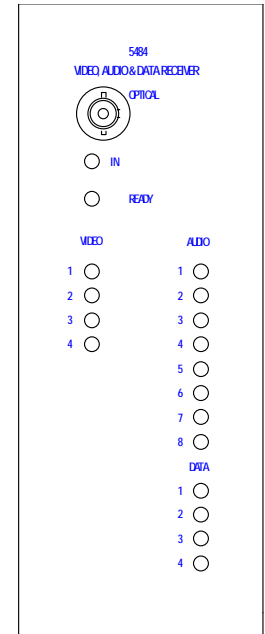 5484
VIDEO, AUDIO & DATA RECEIVER
OPTICAL
IN
READY
VIDEO
1
2
3
4
AUDIO
1
2
3
4
5
6
7
8
DATA
1
2
3
4